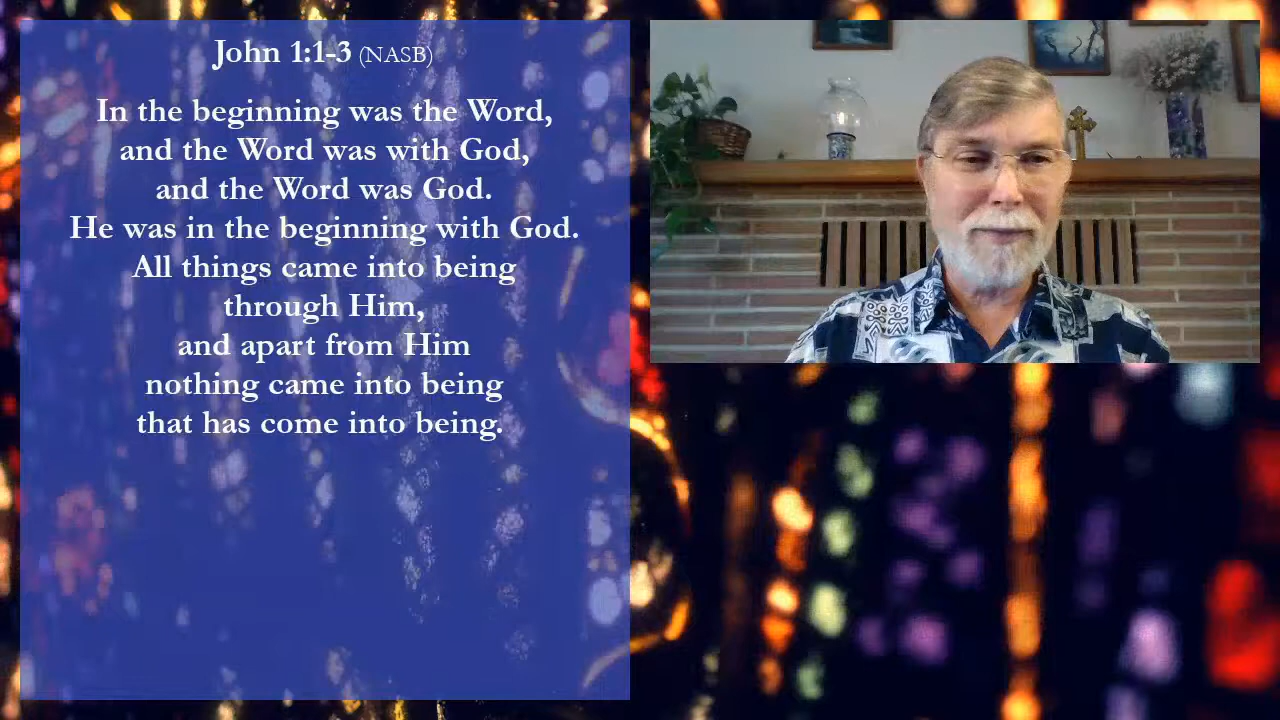 John 1:1-3 (NASB)
In the beginning was the Word,
and the Word was with God,
and the Word was God.
He was in the beginning with God.
All things came into being
through Him,
and apart from Him
nothing came into being
that has come into being.